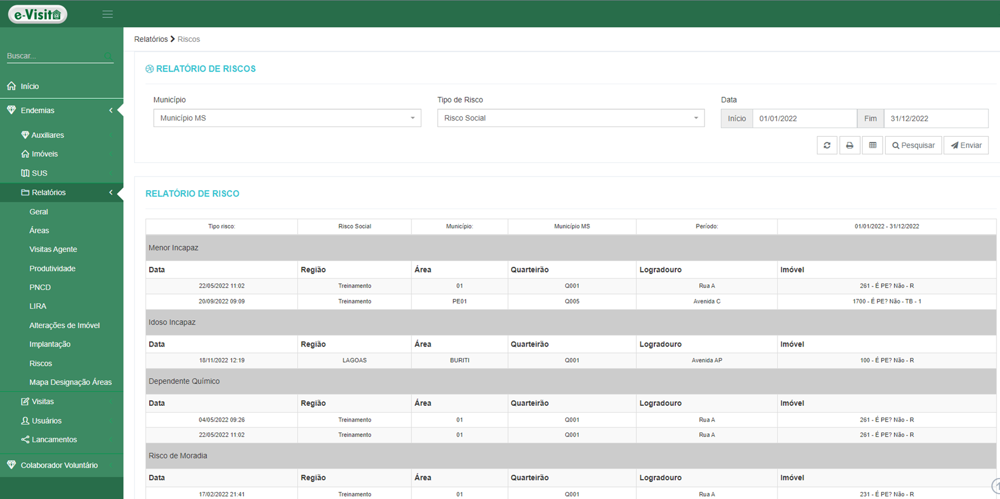 e-Visita
Relatórios > Riscos
Buscar...
Início
Endemias
Auxiliares
Imóveis
SUS
Relatórios
Geral
Áreas
Visitas Agente
Produtividade
PNCD
LIRA
Alterações de Imóvel
Implantação
Riscos
Mapa Designação Áreas
Visitas
Usuários
Lancamentos
Colaborador Voluntário
RELATÓRIO DE RISCOS
Município Tipo de Risco Data
Município MS Risco Social Início 01/01/2022 Fim 31/12/2022
Pesquisar Enviar
RELATÓRIO DE RISCO
Tipo risco: Risco Social Município: Município MS Período: 01/01/2022 - 31/12/2022
Menor Incapaz
Data Região Área Quarteirão Logradouro Imóvel
22/05/2022 11:02 Treinamento 01 Q001 Rua A 261 - É PE? Não - R
20/09/2022 09:09 Treinamento PE01 Q005 Avenida C 1700 - É PE? Não - TB - 1
Idoso Incapaz
Data Região Área Quarteirão Logradouro Imóvel
18/11/2022 12:19 LAGOAS BURITI Q001 Avenida AP 100 - É PE? Não - R
Dependente Químico
Data Região Área Quarteirão Logradouro Imóvel
04/05/2022 09:26 Treinamento 01 Q001 Rua A 261 - É PE? Não - R
22/05/2022 11:02 Treinamento 01 Q001 Rua A 261 - É PE? Não - R
Risco de Moradia
Data Região Área Quarteirão Logradouro Imóvel
17/02/2022 21:41 Treinamento 01 Q001 Rua A 231 - É PE? Não - R